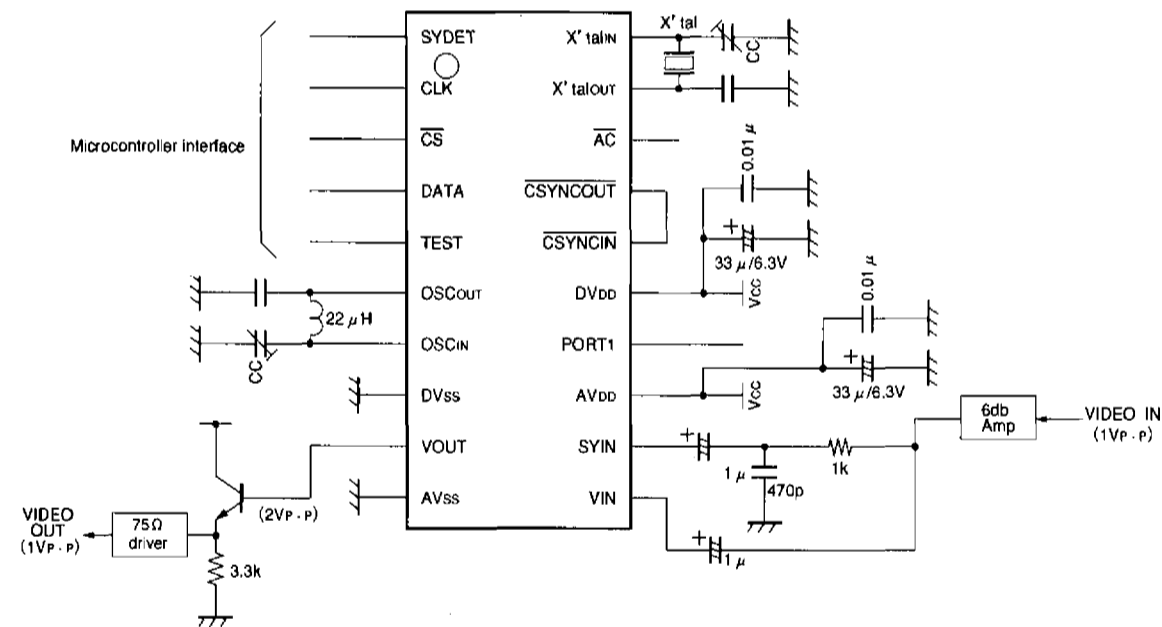 Microcontroller interface
SYDET
CLK
CS
DATA
TEST
OSCOUT
OSCIN
DVSS
VOUT
AVSS
X'talIN
X'talOUT
AC
CSYNCOUT
CSYNCIN
DVDD
PORT1
AVDD
SYIN
VIN
X'tal
CC
0.01 μ
+
33 μ/6.3V
VCC
0.01 μ
+
33 μ/6.3V
VCC
22 μH
CC
6db
Amp
VIDEO IN
(1VP-P)
+
1 μ
470p
1k
+
1 μ
(2VP-P)
VIDEO
OUT
(1VP-P)
75Ω
driver
3.3k